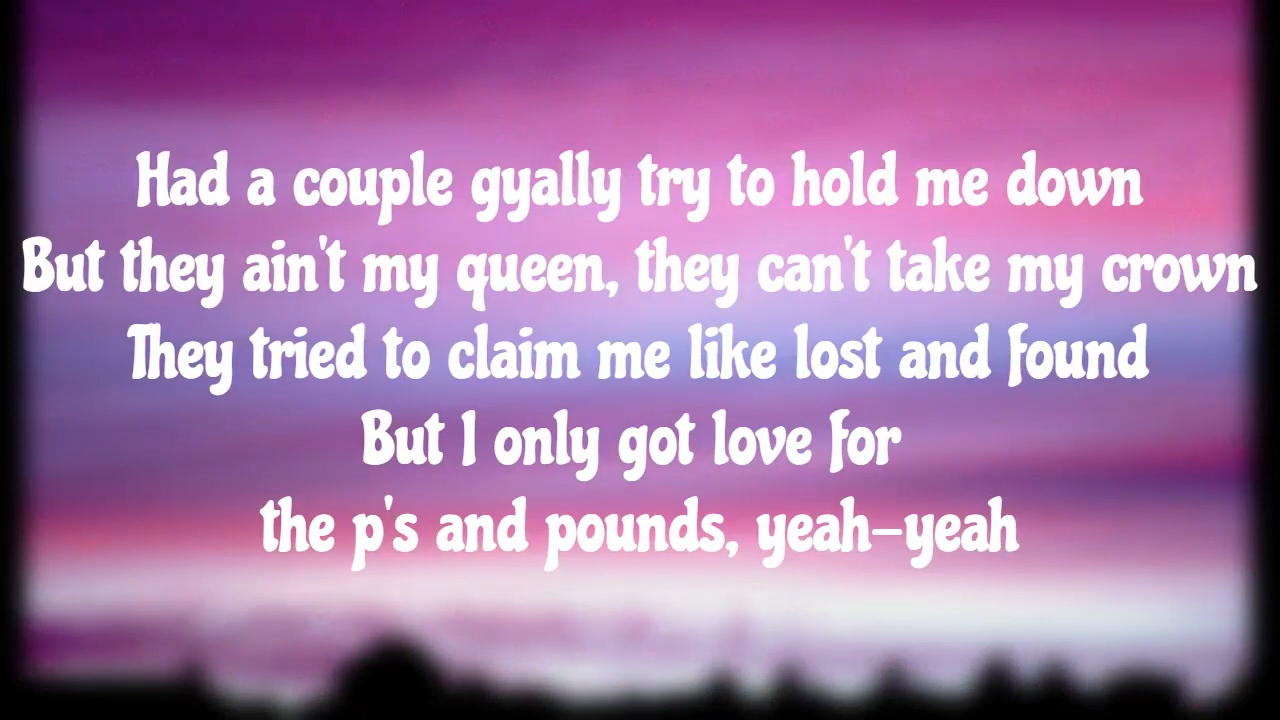 Had a couple gyally try to hold me down
But they ain't my queen, they can't take my crown
They tried to claim me like lost and found
But I only got love for
the p's and pounds, yeah-yeah